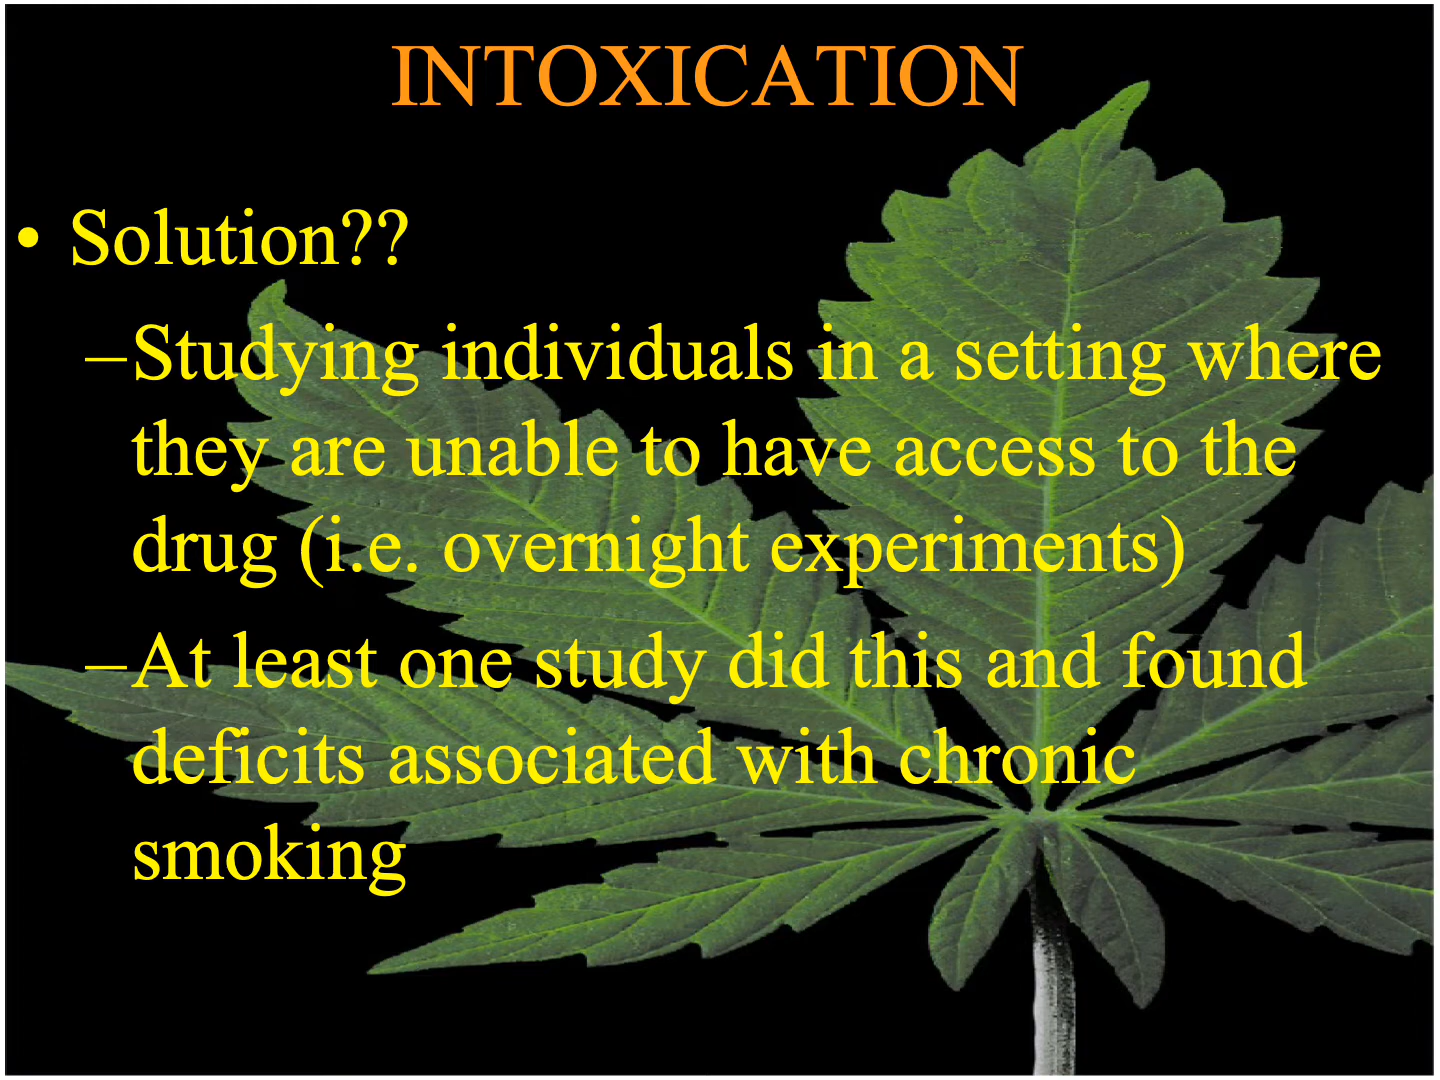 INTOXICATION
• Solution??
–Studying individuals in a setting where
they are unable to have access to the
drug (i.e. overnight experiments)
–At least one study did this and found
deficits associated with chronic
smoking